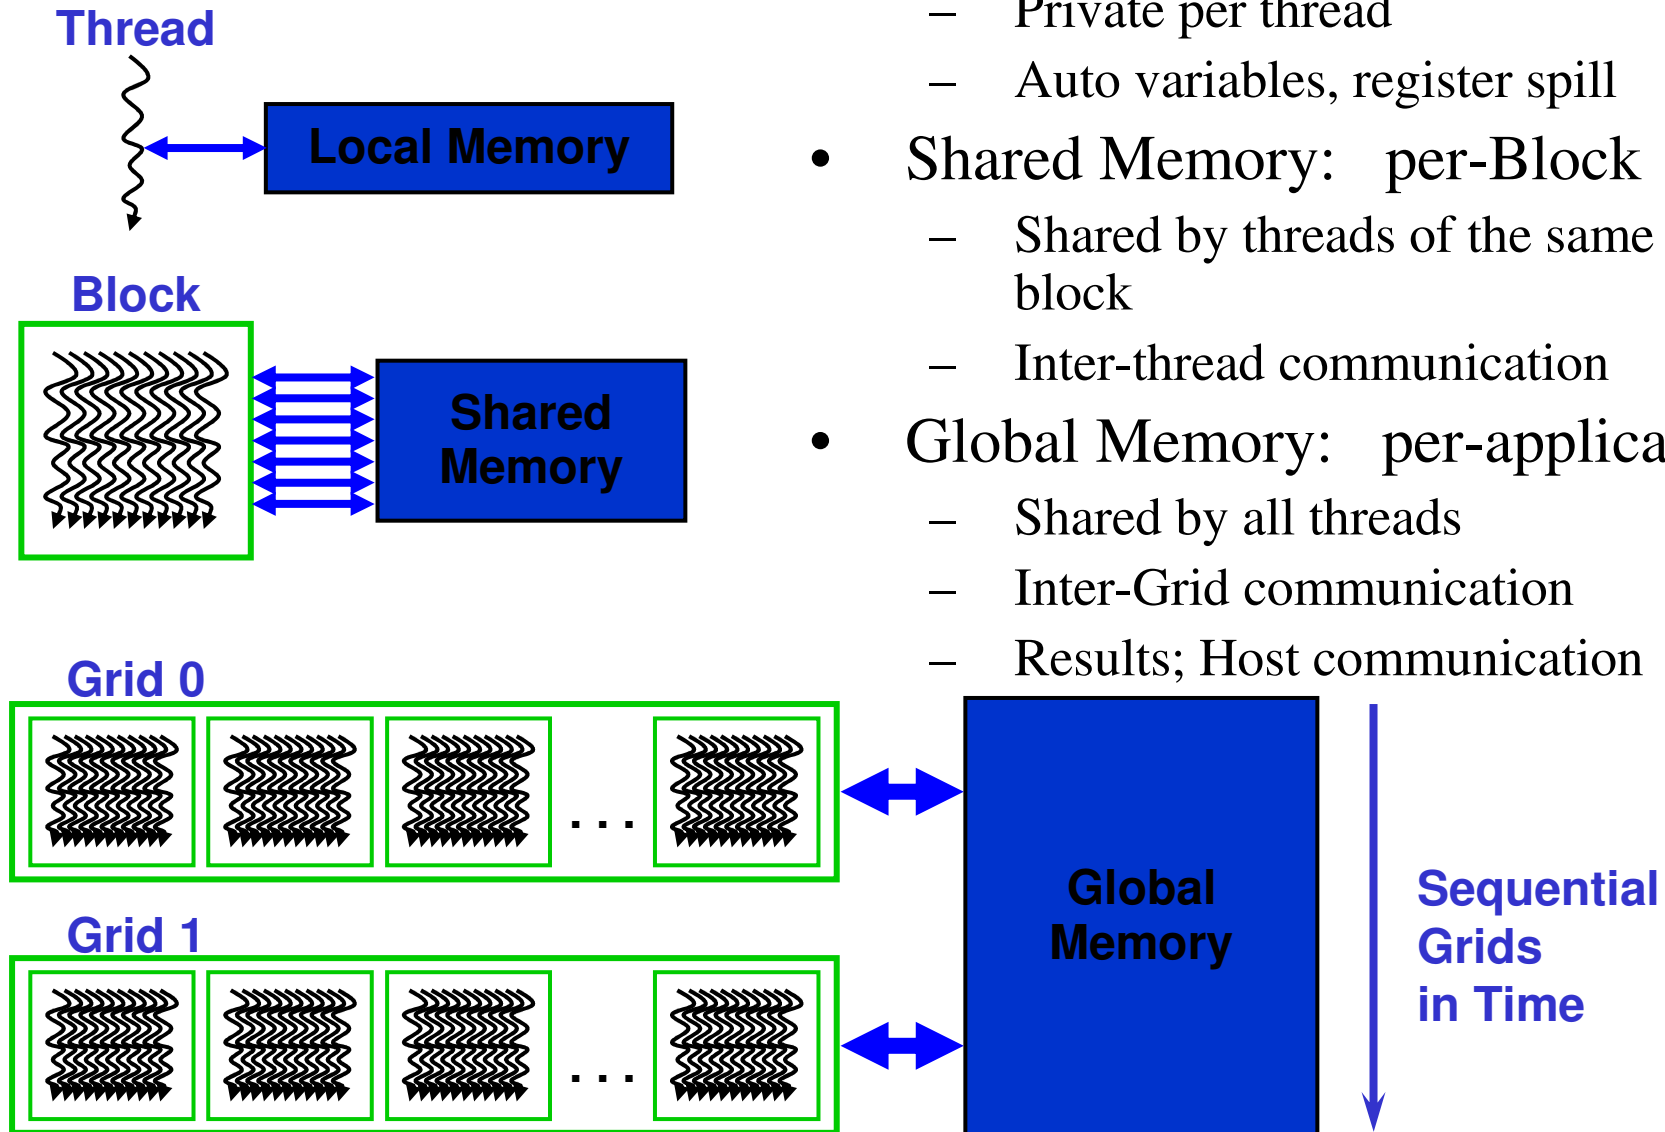 Thread
Local Memory
Block
Shared
Memory
– Private per thread
– Auto variables, register spill
• Shared Memory: per-Block
– Shared by threads of the same
block
– Inter-thread communication
• Global Memory: per-applica
– Shared by all threads
– Inter-Grid communication
– Results; Host communication
Grid 0
. . .
Grid 1
. . .
Global
Memory
Sequential
Grids
in Time